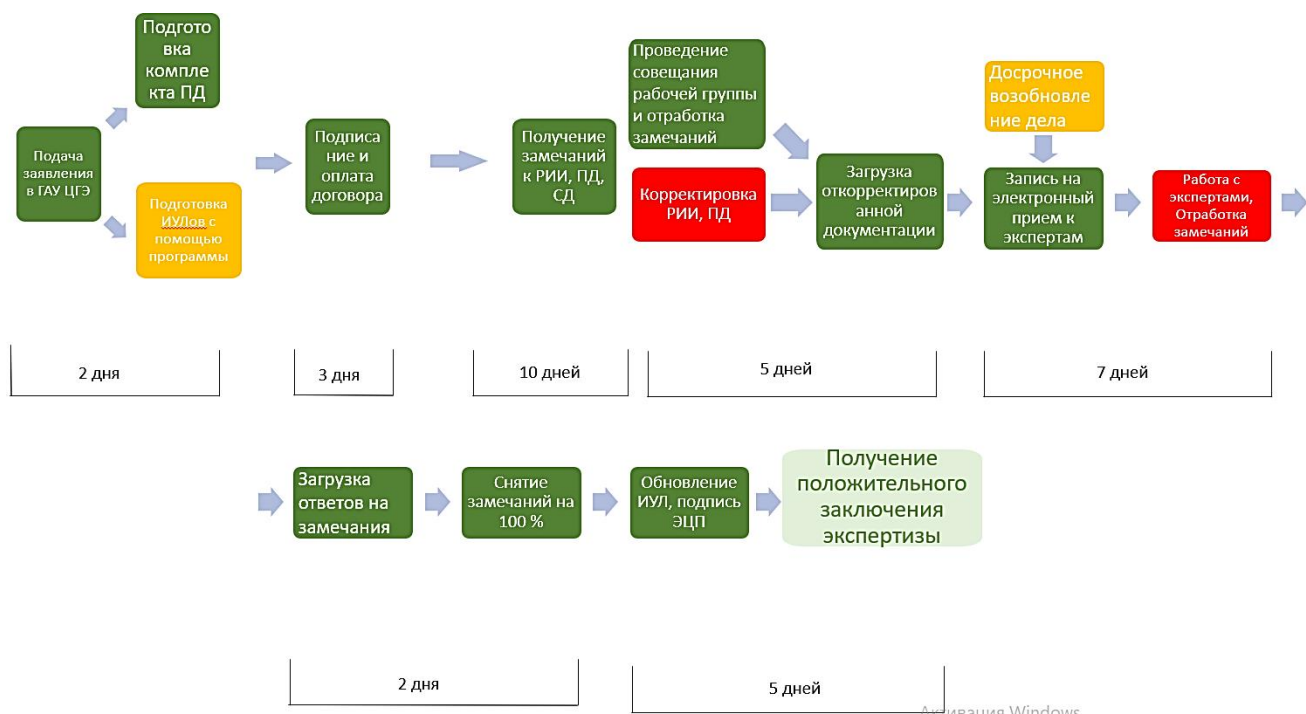 Подгото
вка
компле
кта ПД
Подача
заявления
в ГАУ ЦГЭ
Подготовка
ИУЛов с
помощью
программы
Подписа
ние и
оплата
договора
Получение
замечаний
к РИИ, ПД,
СД
Проведение
совещания
рабочей группы
и отработка
замечаний
Корректировка
РИИ, ПД
Загрузка
откорректиров
анной
документации
Досрочное
возобновле
ние дела
Запись на
электронный
прием к
экспертам
Работа с
экспертами,
Отработка
замечаний
2 дня
3 дня
10 дней
5 дней
7 дней
Загрузка
ответов на
замечания
Снятие
замечаний на
100 %
Обновление
ИУЛ, подпись
ЭЦП
Получение
положительного
заключения
экспертизы
2 дня
5 дней
Активация Windows